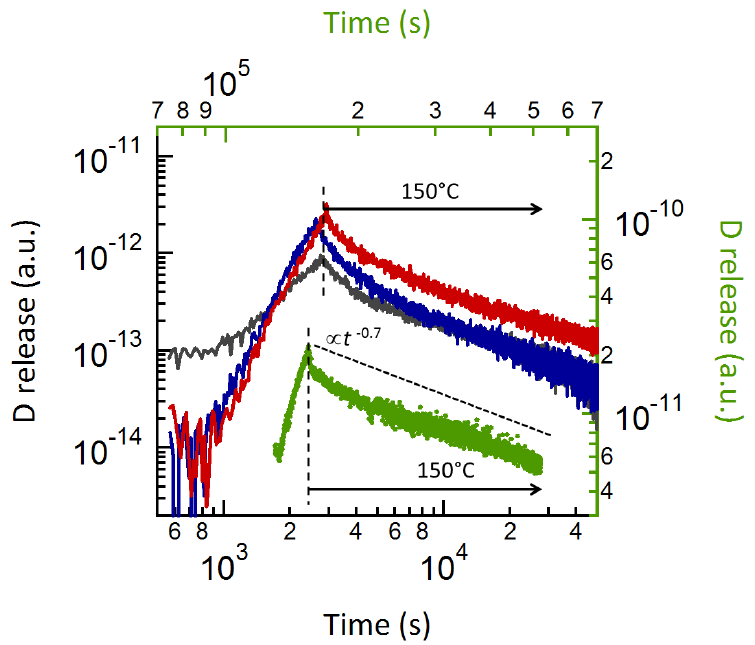 Time (s)
10^5
7 8 9 2 3 4 5 6 7
10^-11
10^-12
10^-13
10^-14
D release (a.u.)
150°C
∝t^-0.7
150°C
2
10^-10
6
4
2
10^-11
6
4
D release (a.u.)
6 8 2 4 6 8 2 4
10^3 10^4
Time (s)